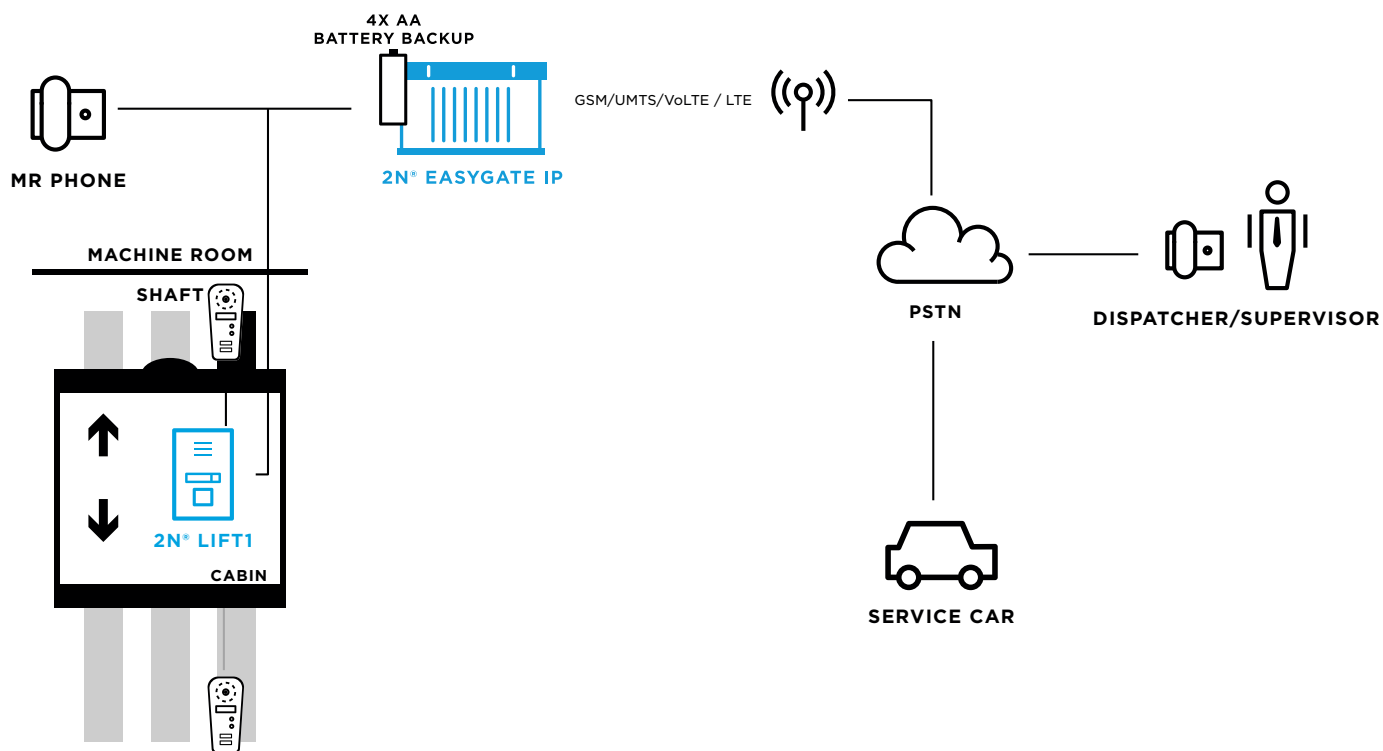 4X AA
BATTERY BACKUP
GSM/UMTS/VoLTE / LTE
MR PHONE
2N® EASYGATE IP
MACHINE ROOM
SHAFT
PSTN
DISPATCHER/SUPERVISOR
2N® LIFT1
CABIN
SERVICE CAR